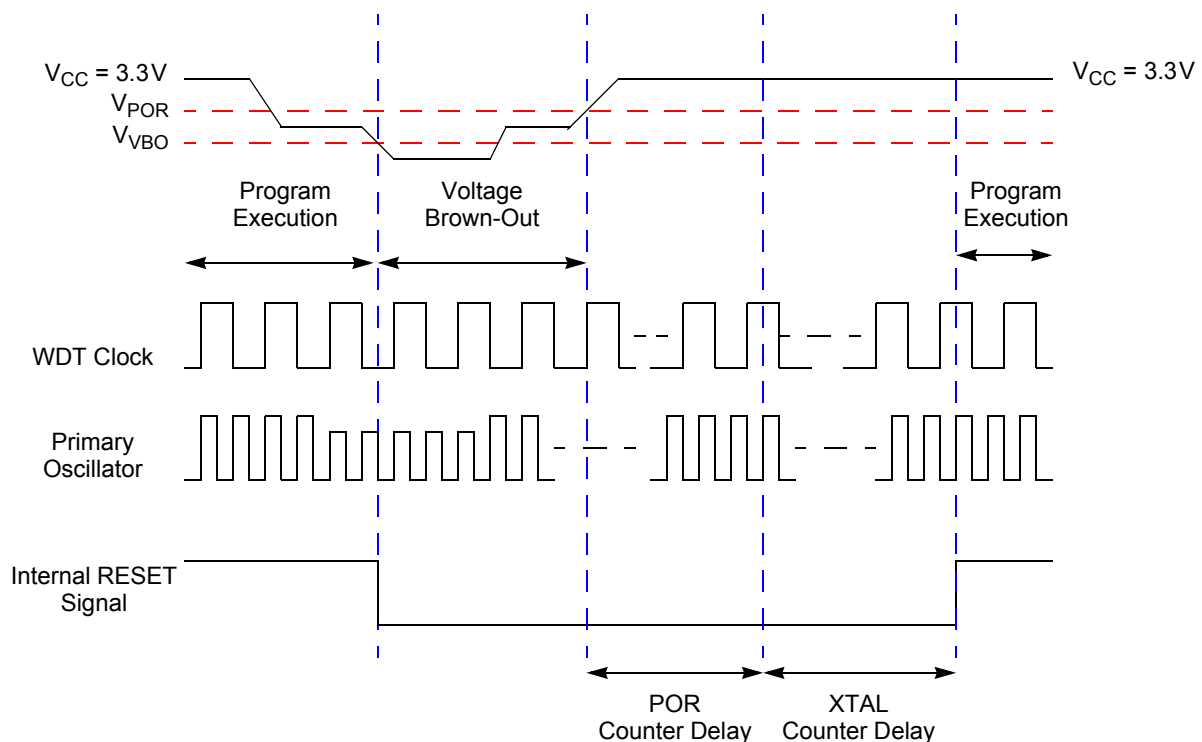 VCC = 3.3V
VCC = 3.3V
VPOR
VVBO
Program
Execution
Voltage
Brown-Out
Program
Execution
WDT Clock
Primary
Oscillator
Internal RESET
Signal
POR
Counter Delay
XTAL
Counter Delay